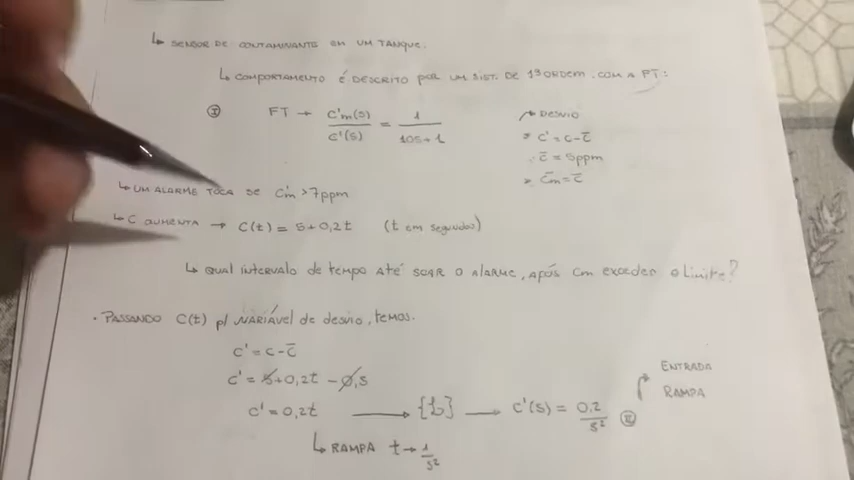 ↳ SENSOR DE CONTAMINANTE EM UM TANQUE.
↳ COMPORTAMENTO É DESCRITO POR UM SIST. DE 1ª ORDEM, COM A FT:
Ⓘ FT → C'm(s)/C'(s) = 1/(10s+1)
DESVIO
C' = C - C̄
∴ C̄ = 5ppm
C̄m = C̄
↳ UM ALARME TOCA SE C'm > 7ppm
↳ C AUMENTA → C(t) = 5+0,2t (t em segundos)
↳ QUAL INTERVALO DE TEMPO ATÉ SOAR O ALARME, APÓS Cm EXCEDER O LIMITE?
• PASSANDO C(t) p/ VARIÁVEL de desvio, TEMOS.
C' = C - C̄
C' = 5+0,2t - 0,5
C' = 0,2t → {L} → C'(s) = 0,2/s² Ⓘ︎Ⓘ
ENTRADA
RAMPA
↳ RAMPA t → 1/s²